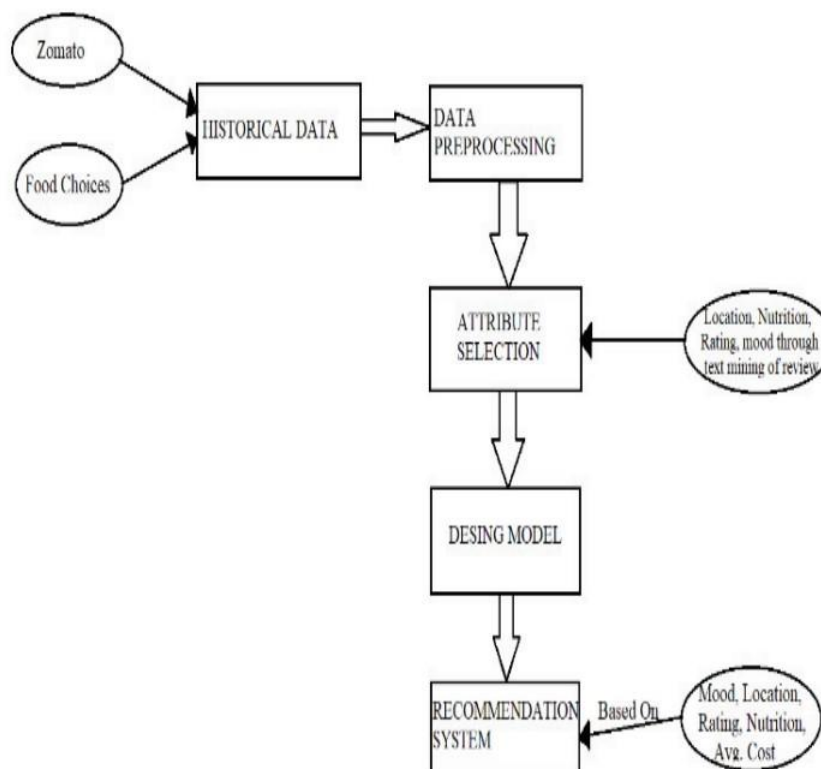 Zomato
HISTORICAL DATA
DATA
PREPROCESSING
Food Choices
ATTRIBUTE
SELECTION
Location, Nutrition,
Rating, mood through
text mining of review
DESING MODEL
RECOMMENDATION
SYSTEM
Based On
Mood, Location,
Rating, Nutrition,
Avg. Cost